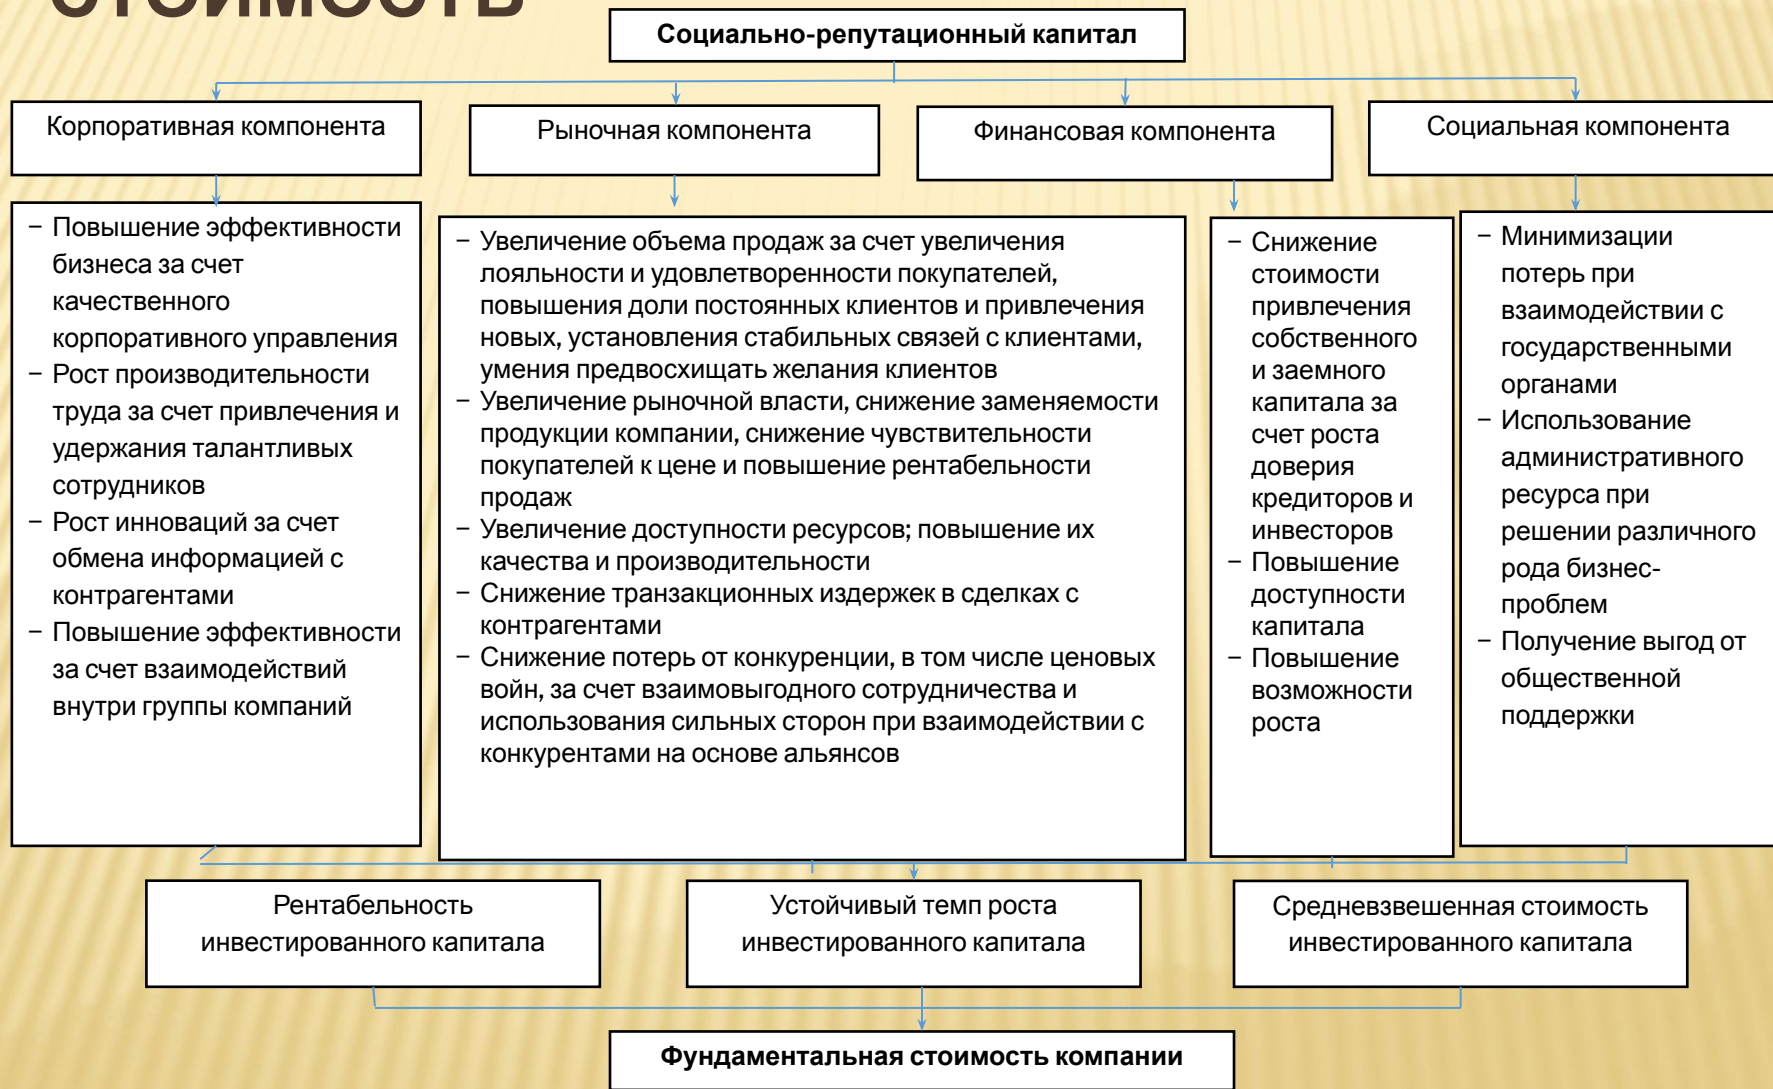 СТОИМОСТЬ
Социально-репутационный капитал
Корпоративная компонента
Рыночная компонента
Финансовая компонента
Социальная компонента
− Повышение эффективности
бизнеса за счет
качественного
корпоративного управления
− Рост производительности
труда за счет привлечения и
удержания талантливых
сотрудников
− Рост инноваций за счет
обмена информацией с
контрагентами
− Повышение эффективности
за счет взаимодействий
внутри группы компаний
− Увеличение объема продаж за счет увеличения
лояльности и удовлетворенности покупателей,
повышения доли постоянных клиентов и привлечения
новых, установления стабильных связей с клиентами,
умения предвосхищать желания клиентов
− Увеличение рыночной власти, снижение заменяемости
продукции компании, снижение чувствительности
покупателей к цене и повышение рентабельности
продаж
− Увеличение доступности ресурсов; повышение их
качества и производительности
− Снижение транзакционных издержек в сделках с
контрагентами
− Снижение потерь от конкуренции, в том числе ценовых
войн, за счет взаимовыгодного сотрудничества и
использования сильных сторон при взаимодействии с
конкурентами на основе альянсов
− Снижение
стоимости
привлечения
собственного
и заемного
капитала за
счет роста
доверия
кредиторов и
инвесторов
− Повышение
доступности
капитала
− Повышение
возможности
роста
− Минимизации
потерь при
взаимодействии с
государственными
органами
− Использование
административного
ресурса при
решении различного
рода бизнес-
проблем
− Получение выгод от
общественной
поддержки
Рентабельность
инвестированного капитала
Устойчивый темп роста
инвестированного капитала
Средневзвешенная стоимость
инвестированного капитала
Фундаментальная стоимость компании